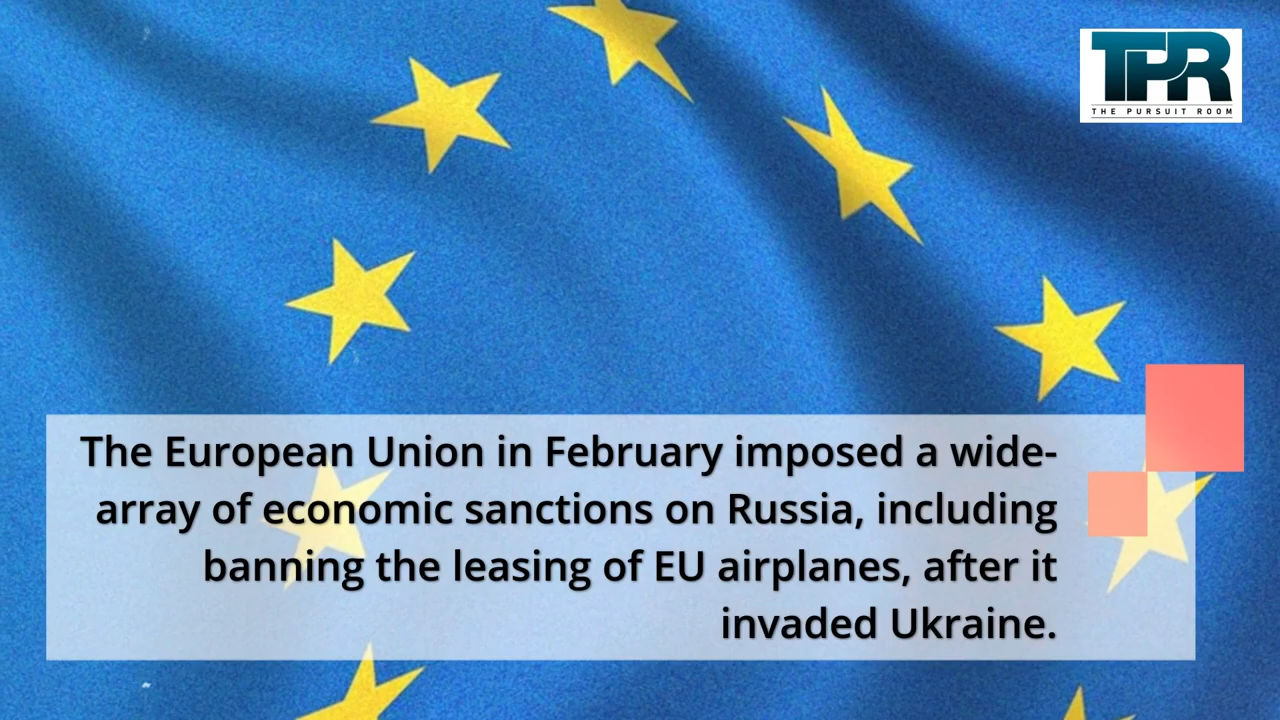 TPR
THE PURSUIT ROOM
The European Union in February imposed a wide-
array of economic sanctions on Russia, including
banning the leasing of EU airplanes, after it
invaded Ukraine.